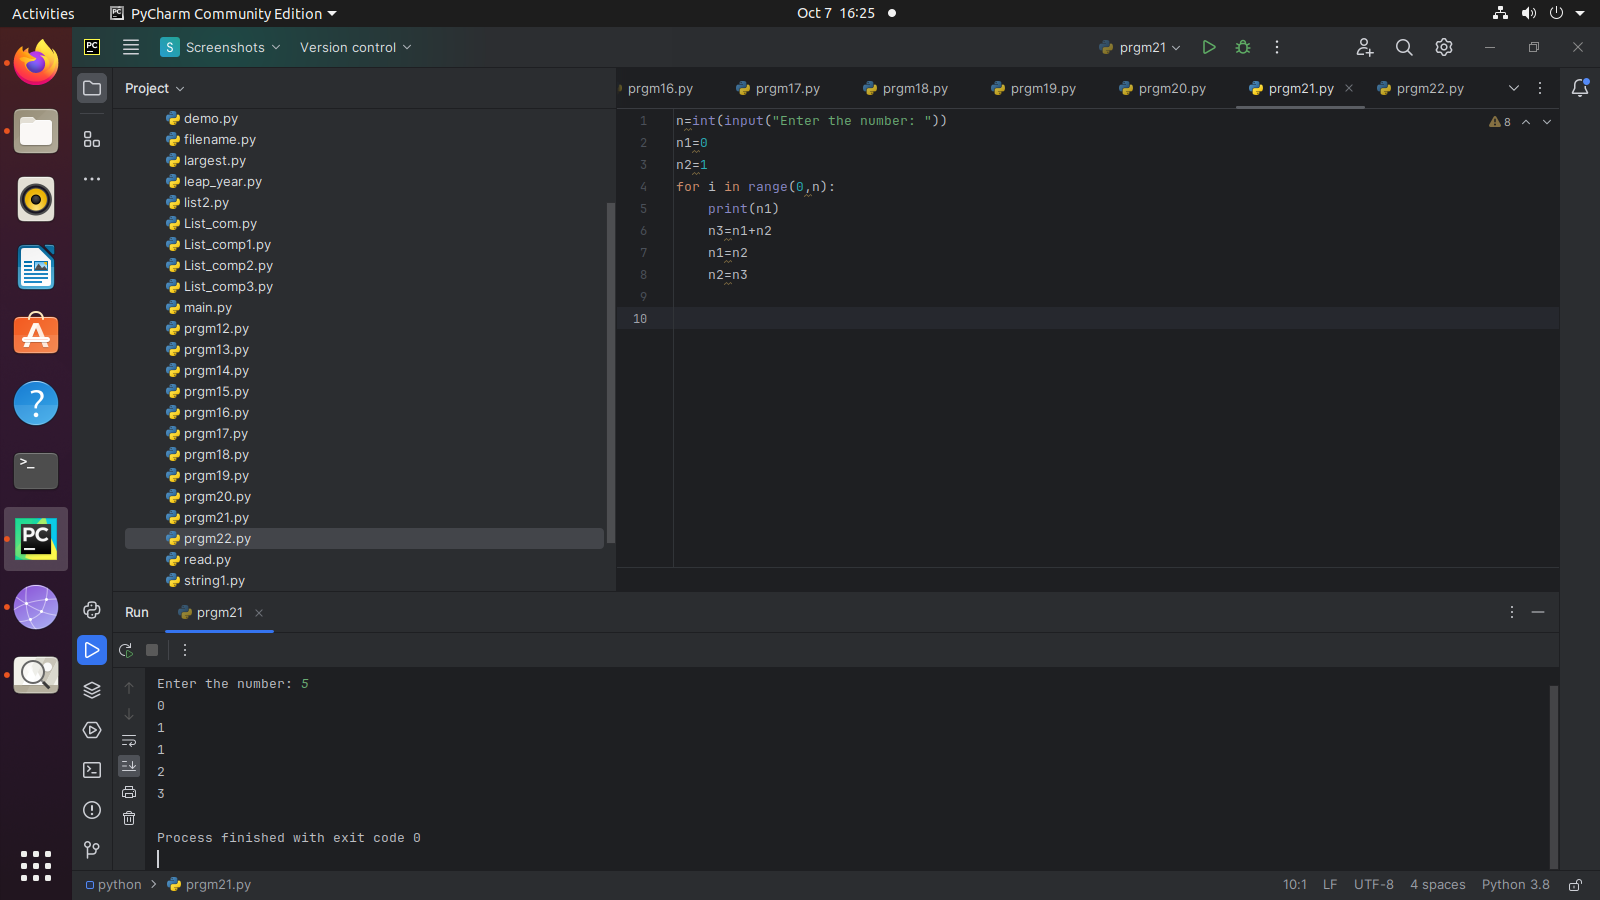 Activities PyCharm Community Edition Oct 7 16:25
PC S Screenshots Version control prgm21
Project
demo.py
filename.py
largest.py
leap_year.py
list2.py
List_com.py
List_comp1.py
List_comp2.py
List_comp3.py
main.py
prgm12.py
prgm13.py
prgm14.py
prgm15.py
prgm16.py
prgm17.py
prgm18.py
prgm19.py
prgm20.py
prgm21.py
prgm22.py
read.py
string1.py
prgm16.py prgm17.py prgm18.py prgm19.py prgm20.py prgm21.py prgm22.py
1 n=int(input("Enter the number: ")) 8
2 n1=0
3 n2=1
4 for i in range(0,n):
5     print(n1)
6     n3=n1+n2
7     n1=n2
8     n2=n3
9
10
PC
Run prgm21
Enter the number: 5
0
1
1
2
3
Process finished with exit code 0
python prgm21.py 10:1 LF UTF-8 4 spaces Python 3.8